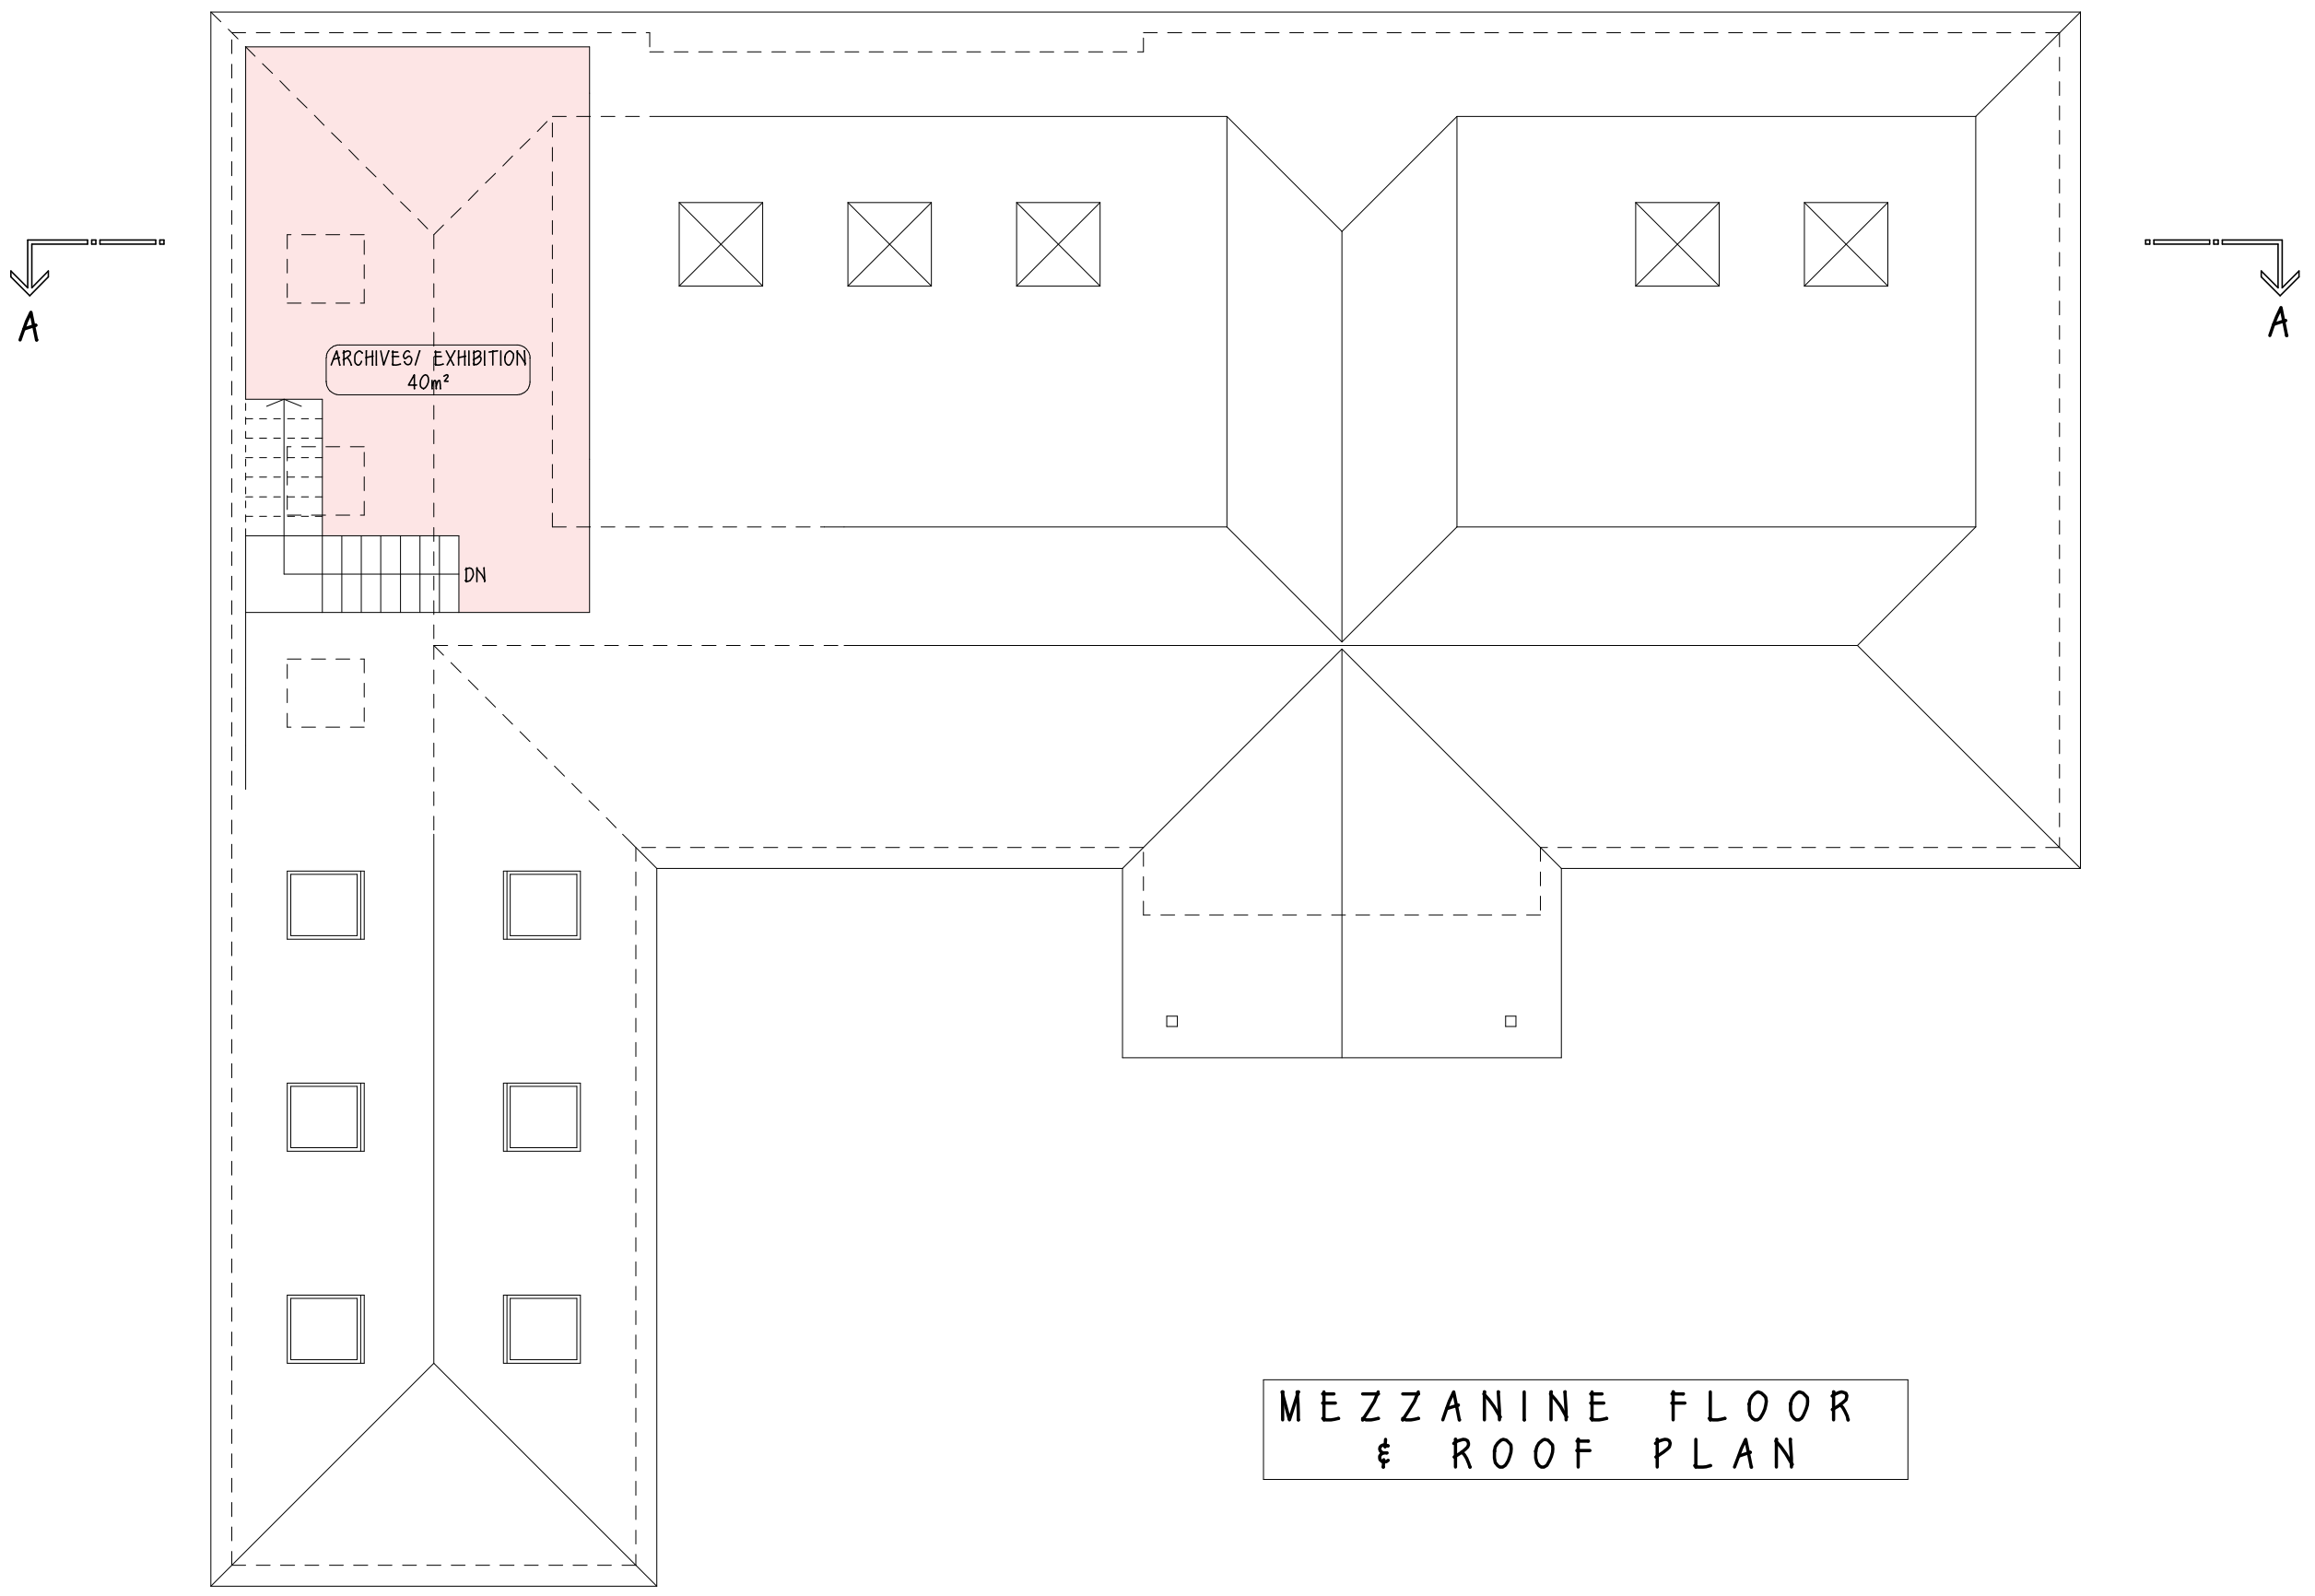 A
A
ARCHIVES/ EXHIBITION
40m²
DN
MEZZANINE FLOOR
& ROOF PLAN